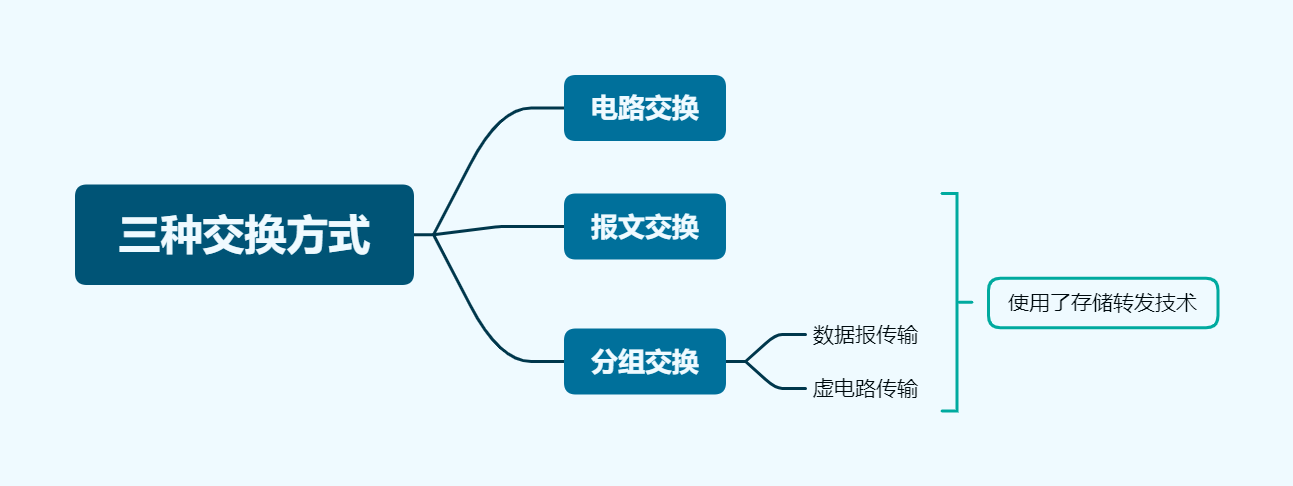 三种交换方式
电路交换
报文交换
分组交换
数据报传输
虚电路传输
使用了存储转发技术